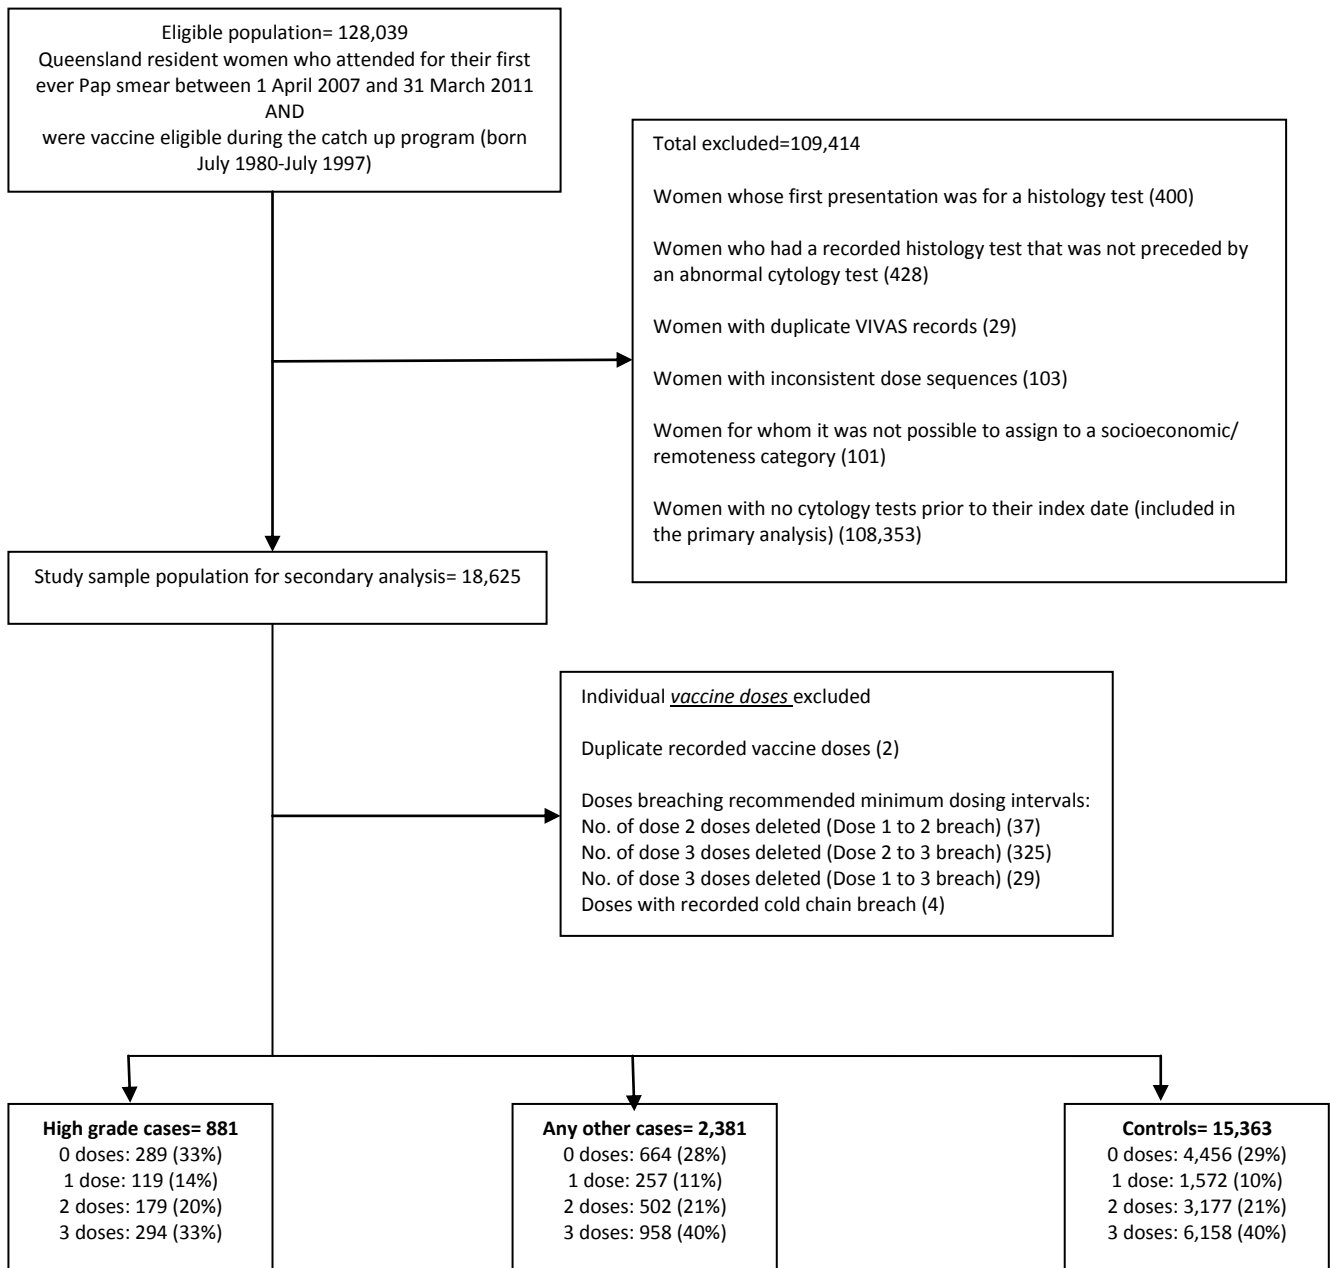 Eligible population= 128,039
Queensland resident women who attended for their first
ever Pap smear between 1 April 2007 and 31 March 2011
AND
were vaccine eligible during the catch up program (born
July 1980-July 1997)
Total excluded=109,414
Women whose first presentation was for a histology test (400)
Women who had a recorded histology test that was not preceded by
an abnormal cytology test (428)
Women with duplicate VIVAS records (29)
Women with inconsistent dose sequences (103)
Women for whom it was not possible to assign to a socioeconomic/
remoteness category (101)
Women with no cytology tests prior to their index date (included in
the primary analysis) (108,353)
Study sample population for secondary analysis= 18,625
Individual vaccine doses excluded
Duplicate recorded vaccine doses (2)
Doses breaching recommended minimum dosing intervals:
No. of dose 2 doses deleted (Dose 1 to 2 breach) (37)
No. of dose 3 doses deleted (Dose 2 to 3 breach) (325)
No. of dose 3 doses deleted (Dose 1 to 3 breach) (29)
Doses with recorded cold chain breach (4)
High grade cases= 881
0 doses: 289 (33%)
1 dose: 119 (14%)
2 doses: 179 (20%)
3 doses: 294 (33%)
Any other cases= 2,381
0 doses: 664 (28%)
1 dose: 257 (11%)
2 doses: 502 (21%)
3 doses: 958 (40%)
Controls= 15,363
0 doses: 4,456 (29%)
1 dose: 1,572 (10%)
2 doses: 3,177 (21%)
3 doses: 6,158 (40%)